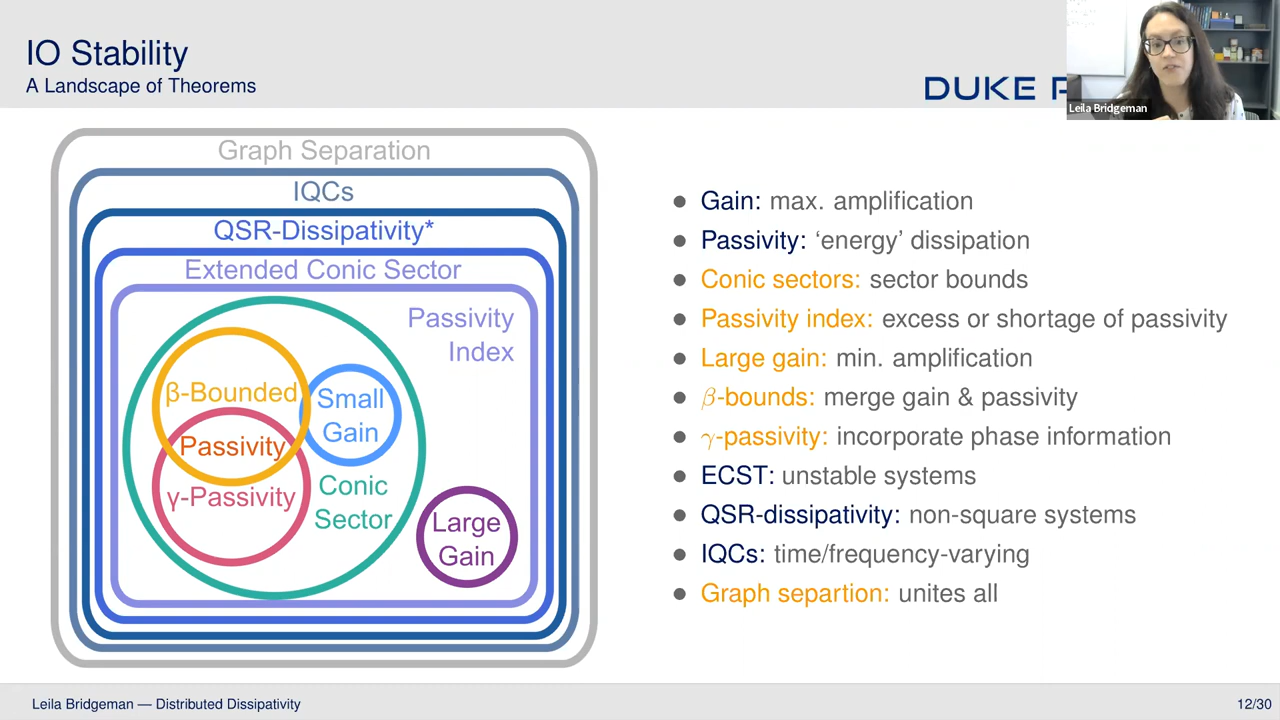 IO Stability
A Landscape of Theorems
DUKE
Leila Bridgeman
Graph Separation
IQCs
QSR-Dissipativity*
Extended Conic Sector
Passivity
Index
β-Bounded
Small
Gain
Passivity
γ-Passivity
Conic
Sector
Large
Gain
● Gain: max. amplification
● Passivity: ‘energy’ dissipation
● Conic sectors: sector bounds
● Passivity index: excess or shortage of passivity
● Large gain: min. amplification
● β-bounds: merge gain & passivity
● γ-passivity: incorporate phase information
● ECST: unstable systems
● QSR-dissipativity: non-square systems
● IQCs: time/frequency-varying
● Graph separtion: unites all
Leila Bridgeman — Distributed Dissipativity
12/30